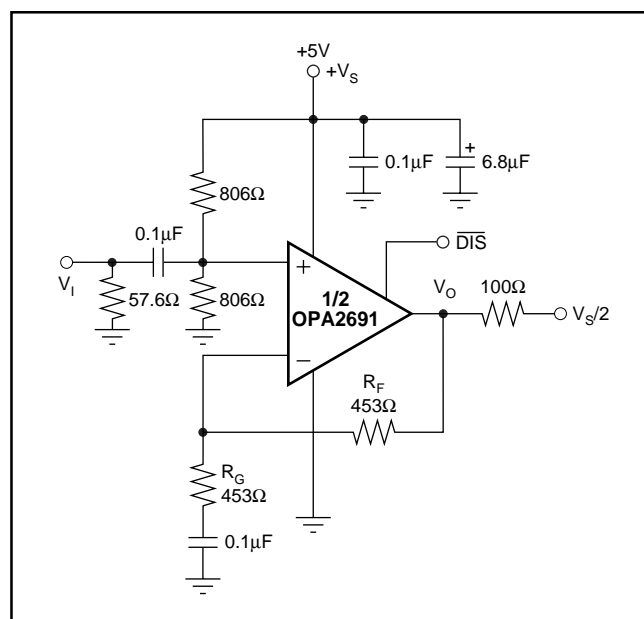 +5V
+V_S
0.1µF
6.8µF
806Ω
0.1µF
V_I
57.6Ω
806Ω
+
1/2
OPA2691
−
D̅I̅S̅
V_O
100Ω
V_S/2
R_F
453Ω
R_G
453Ω
0.1µF
+